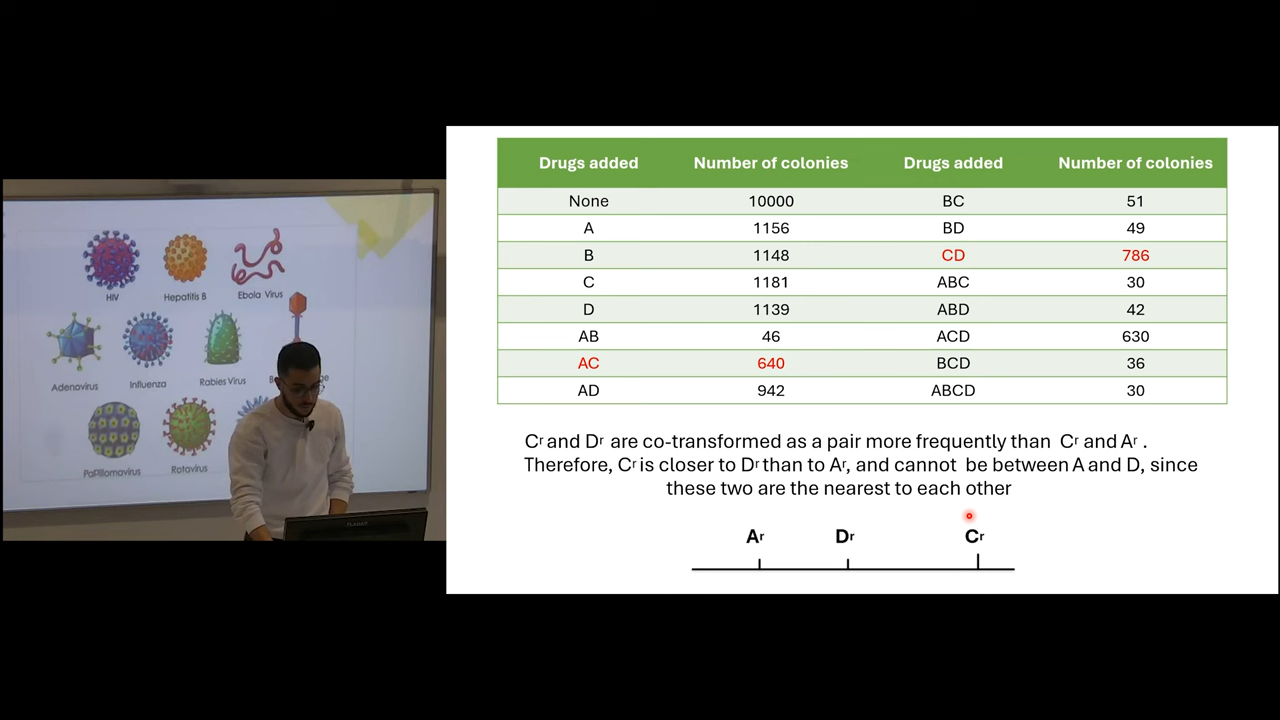 HIV
Hepatitis B
Ebola Virus
Adenovirus
Influenza
Rabies Virus
Papillomavirus
Rotavirus
Drugs added Number of colonies Drugs added Number of colonies
None 10000 BC 51
A 1156 BD 49
B 1148 CD 786
C 1181 ABC 30
D 1139 ABD 42
AB 46 ACD 630
AC 640 BCD 36
AD 942 ABCD 30
Cʳ and Dʳ are co-transformed as a pair more frequently than Cʳ and Aʳ .
Therefore, Cʳ is closer to Dʳ than to Aʳ, and cannot be between A and D, since
these two are the nearest to each other
Aʳ Dʳ Cʳ